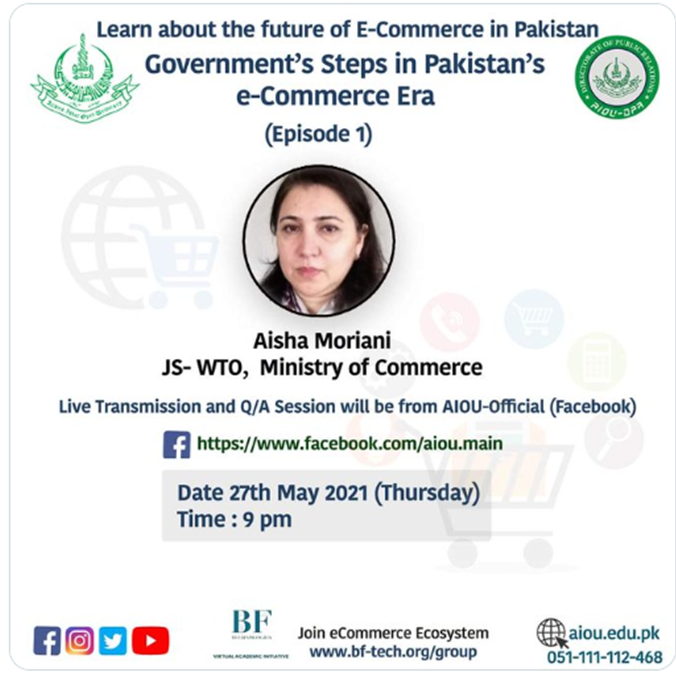 Learn about the future of E-Commerce in Pakistan
Government's Steps in Pakistan's
e-Commerce Era
(Episode 1)
DIRECTORATE OF PUBLIC RELATIONS
AIOU-DPR
Aisha Moriani
JS- WTO, Ministry of Commerce
Live Transmission and Q/A Session will be from AIOU-Official (Facebook)
https://www.facebook.com/aiou.main
Date 27th May 2021 (Thursday)
Time : 9 pm
BF
VIRTUAL ACADEMIC INITIATIVE
Join eCommerce Ecosystem
www.bf-tech.org/group
aiou.edu.pk
051-111-112-468